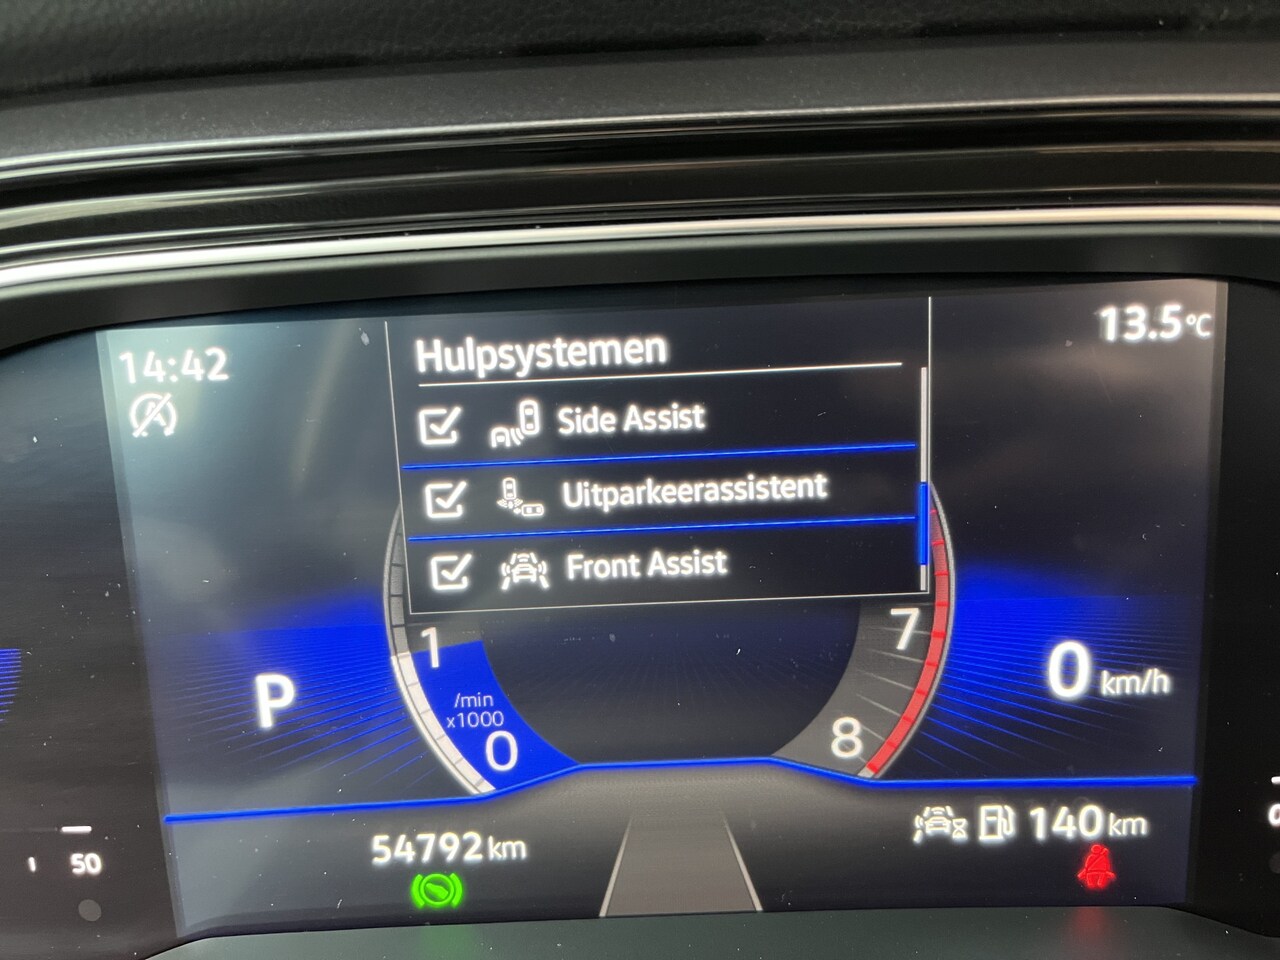 14:42
13.5°C
Hulpsystemen
Side Assist
Uitparkeerassistent
Front Assist
1
/min
x1000
0
7
8
P
0 km/h
54792 km
140 km
50